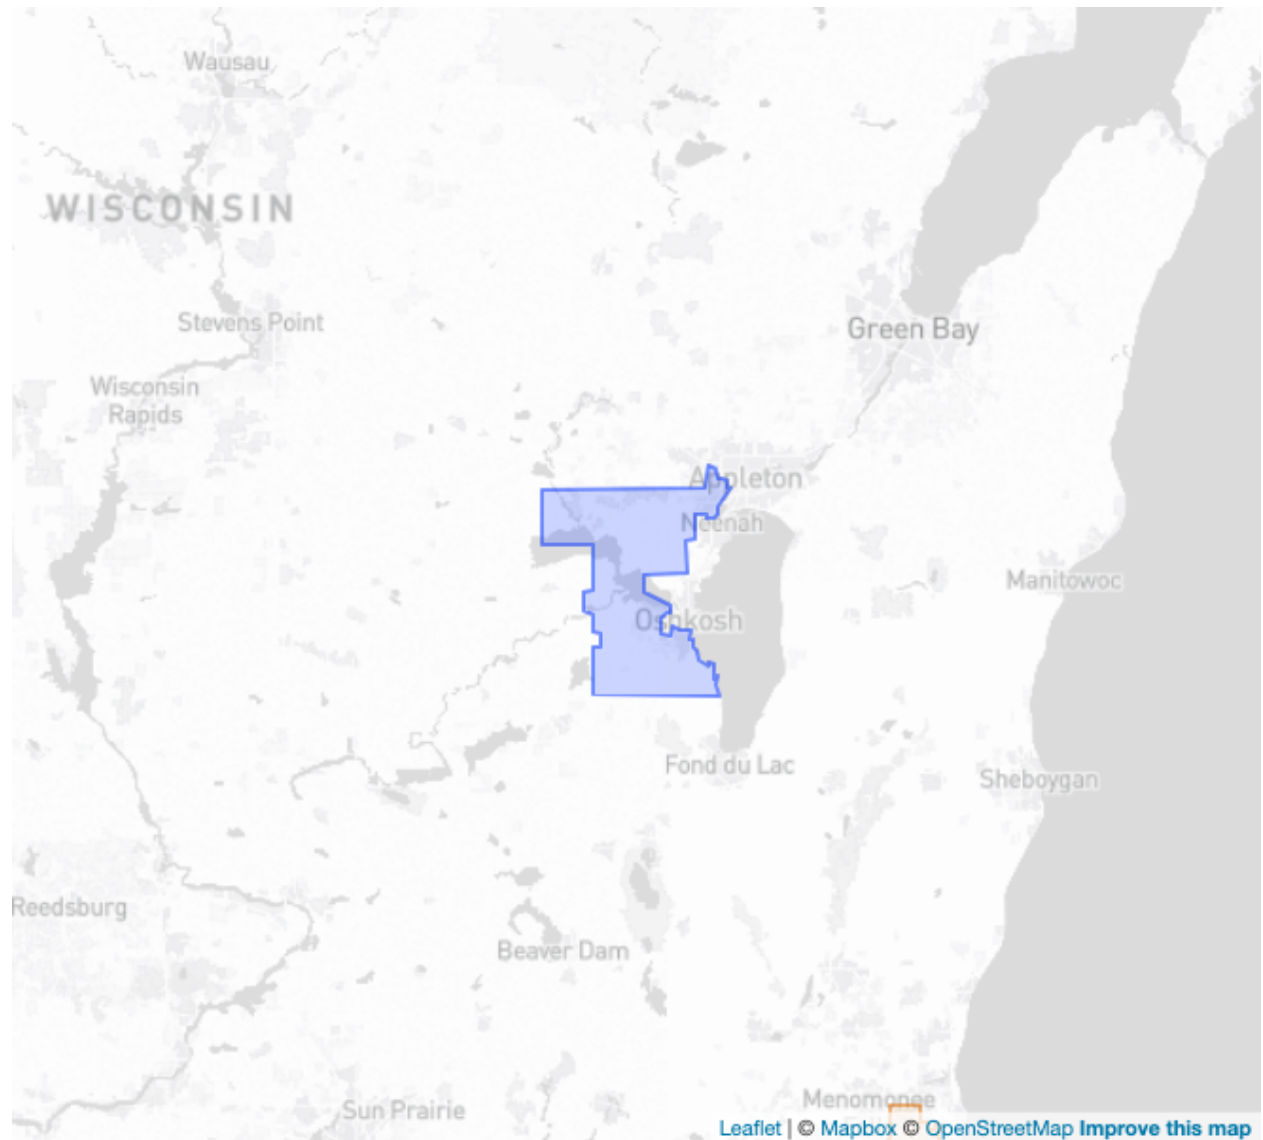 Wausau
WISCONSIN
Stevens Point
Green Bay
Wisconsin
Rapids
Appleton
Neenah
Manitowoc
Oshkosh
Fond du Lac
Sheboygan
Reedsburg
Beaver Dam
Menomonee
Sun Prairie
Leaflet | © Mapbox © OpenStreetMap Improve this map